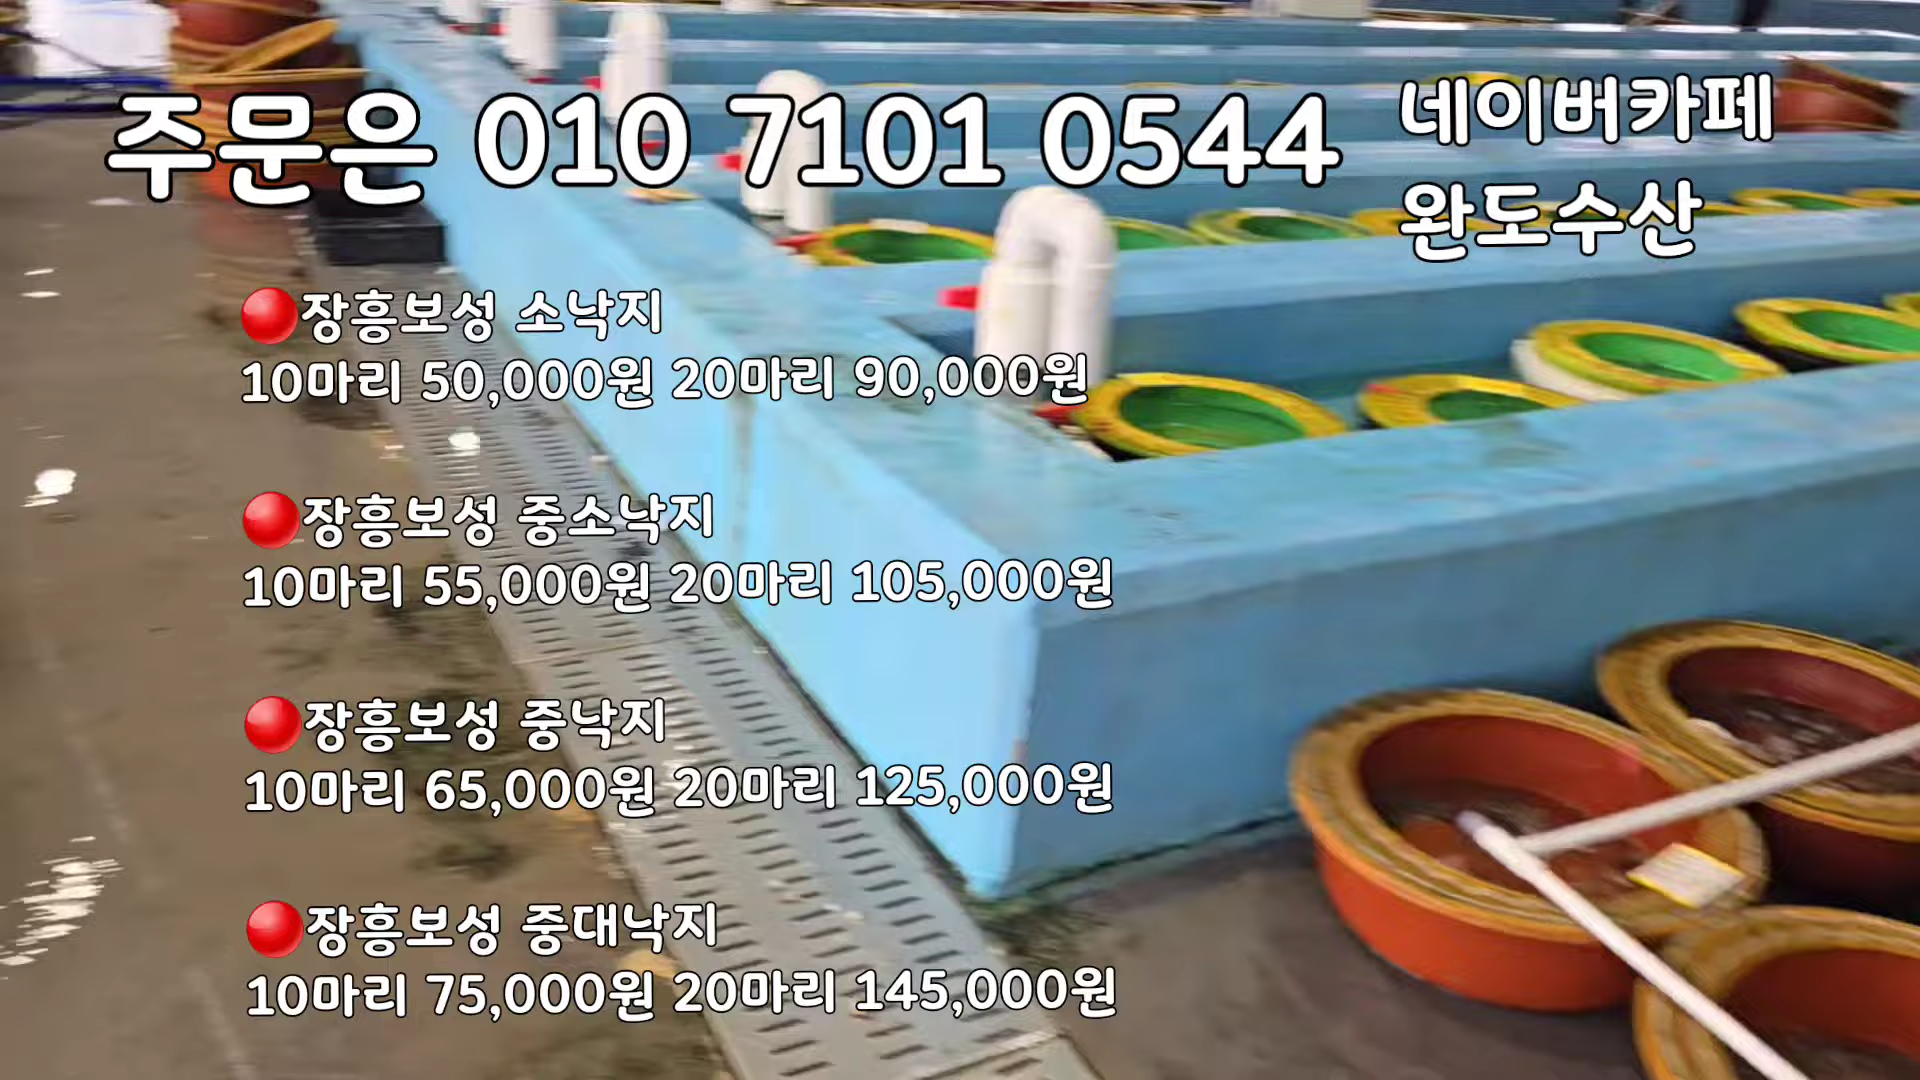 주문은 010 7101 0544
네이버카페
완도수산
🔴장흥보성 소낙지
10마리 50,000원 20마리 90,000원
🔴장흥보성 중소낙지
10마리 55,000원 20마리 105,000원
🔴장흥보성 중낙지
10마리 65,000원 20마리 125,000원
🔴장흥보성 중대낙지
10마리 75,000원 20마리 145,000원